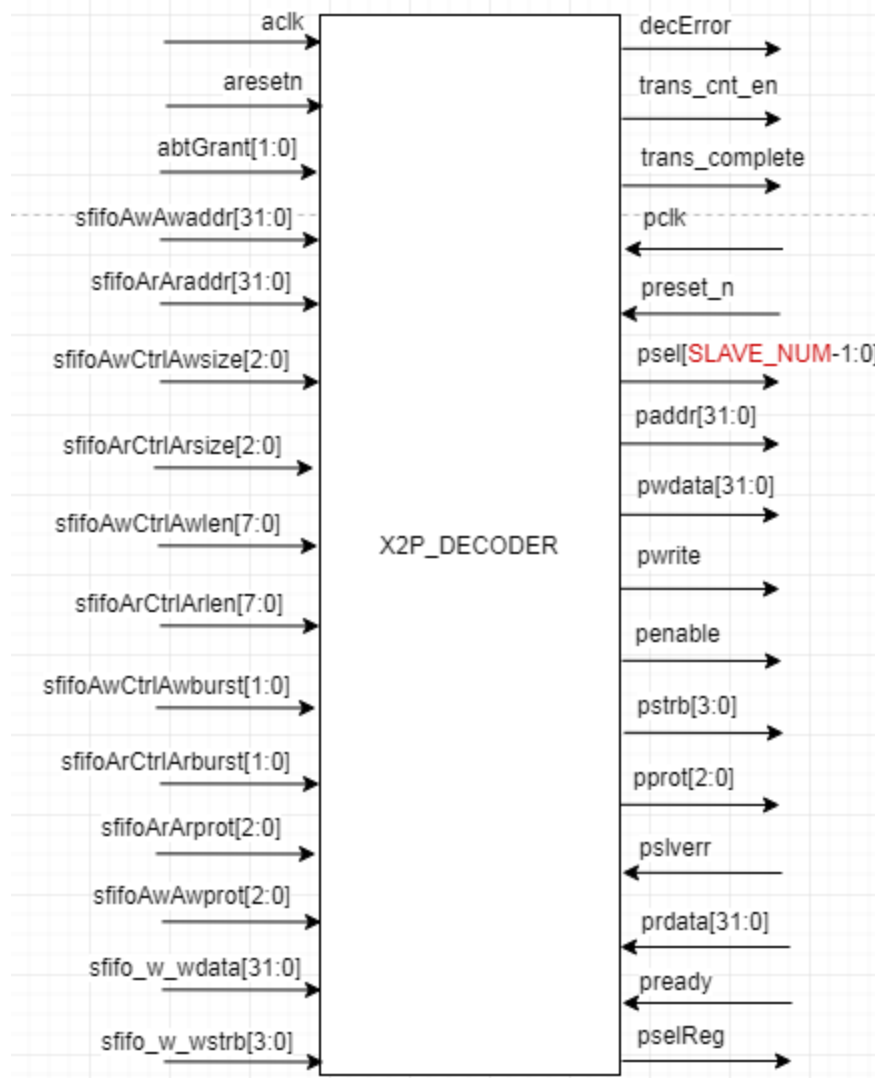 aclk
aresetn
abtGrant[1:0]
sfifoAwAwaddr[31:0]
sfifoArAraddr[31:0]
sfifoAwCtrlAwsize[2:0]
sfifoArCtrlArsize[2:0]
sfifoAwCtrlAwlen[7:0]
sfifoArCtrlArlen[7:0]
sfifoAwCtrlAwburst[1:0]
sfifoArCtrlArburst[1:0]
sfifoArArprot[2:0]
sfifoAwAwprot[2:0]
sfifo_w_wdata[31:0]
sfifo_w_wstrb[3:0]
X2P_DECODER
decError
trans_cnt_en
trans_complete
pclk
preset_n
psel[SLAVE_NUM-1:0]
paddr[31:0]
pwdata[31:0]
pwrite
penable
pstrb[3:0]
pprot[2:0]
pslverr
prdata[31:0]
pready
pselReg